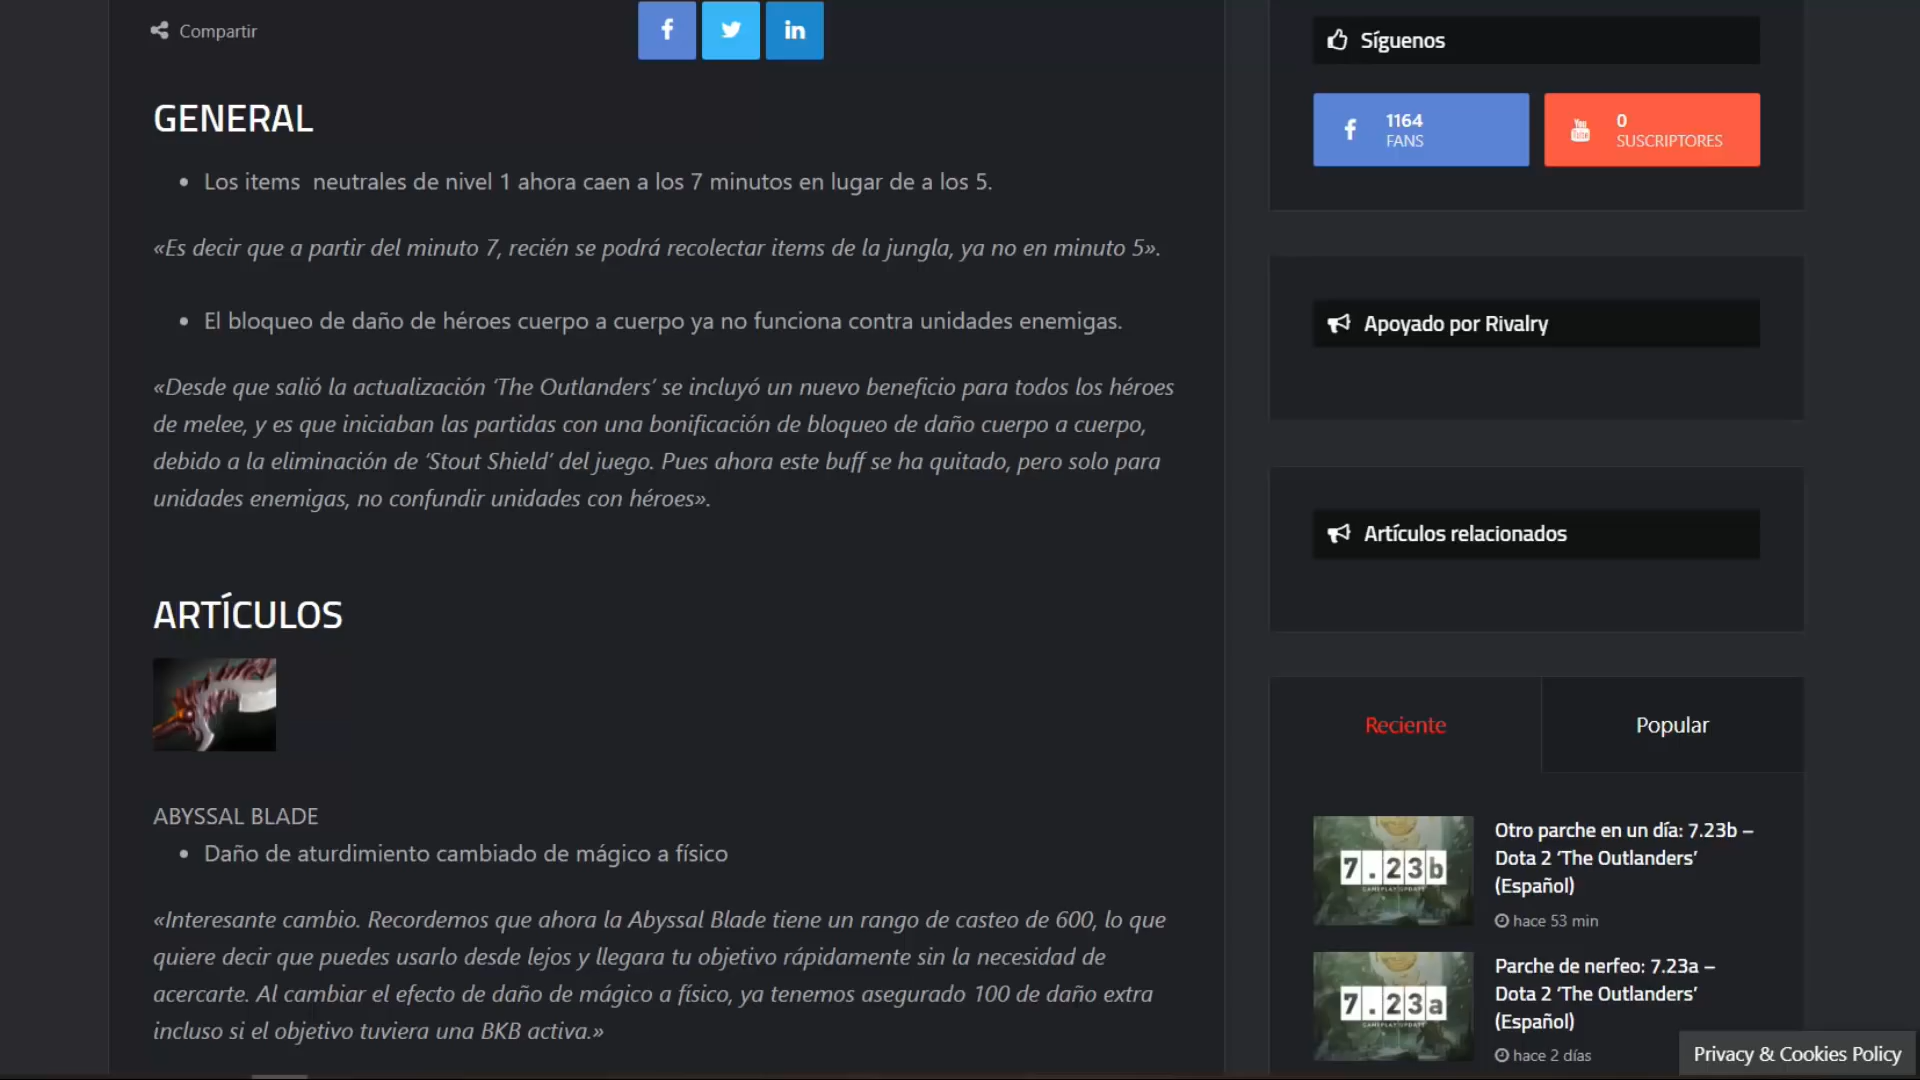 Compartir
GENERAL
• Los items  neutrales de nivel 1 ahora caen a los 7 minutos en lugar de a los 5.
«Es decir que a partir del minuto 7, recién se podrá recolectar items de la jungla, ya no en minuto 5».
• El bloqueo de daño de héroes cuerpo a cuerpo ya no funciona contra unidades enemigas.
«Desde que salió la actualización ‘The Outlanders’ se incluyó un nuevo beneficio para todos los héroes
de melee, y es que iniciaban las partidas con una bonificación de bloqueo de daño cuerpo a cuerpo,
debido a la eliminación de ‘Stout Shield’ del juego. Pues ahora este buff se ha quitado, pero solo para
unidades enemigas, no confundir unidades con héroes».
ARTÍCULOS
ABYSSAL BLADE
• Daño de aturdimiento cambiado de mágico a físico
«Interesante cambio. Recordemos que ahora la Abyssal Blade tiene un rango de casteo de 600, lo que
quiere decir que puedes usarlo desde lejos y llegara tu objetivo rápidamente sin la necesidad de
acercarte. Al cambiar el efecto de daño de mágico a físico, ya tenemos asegurado 100 de daño extra
incluso si el objetivo tuviera una BKB activa.»
Síguenos
1164
FANS
You Tube
0
SUSCRIPTORES
Apoyado por Rivalry
Artículos relacionados
Reciente
Popular
7.23b
GAMEPLAY UPDATE
Otro parche en un día: 7.23b –
Dota 2 ‘The Outlanders’
(Español)
hace 53 min
7.23a
GAMEPLAY UPDATE
Parche de nerfeo: 7.23a –
Dota 2 ‘The Outlanders’
(Español)
hace 2 días
Privacy & Cookies Policy